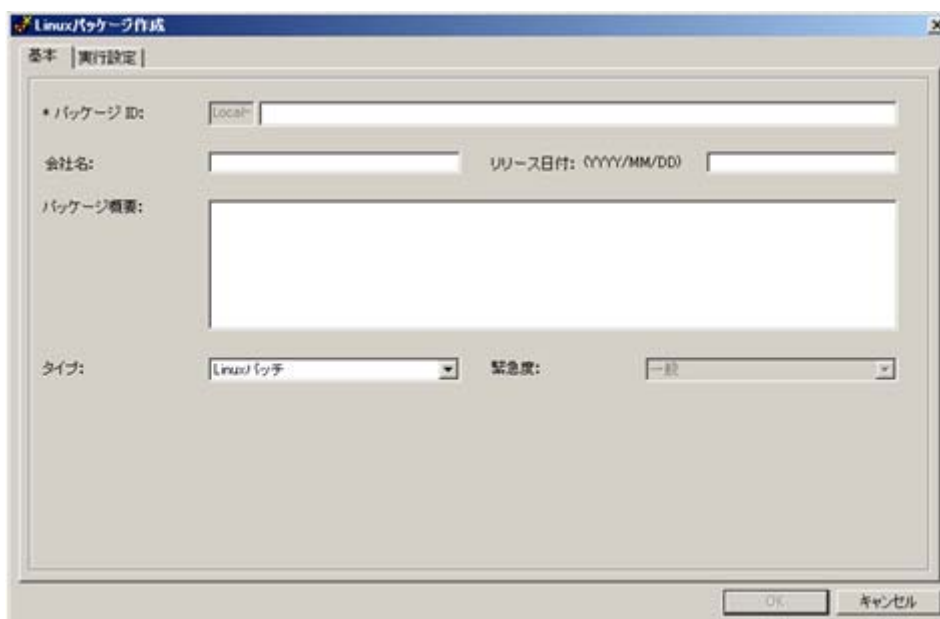 Linuxパッケージ作成
基本 実行設定
* パッケージ ID: Local-
会社名: リリース日付: (YYYY/MM/DD)
パッケージ概要:
タイプ: Linuxパッチ 緊急度: 一般
OK キャンセル